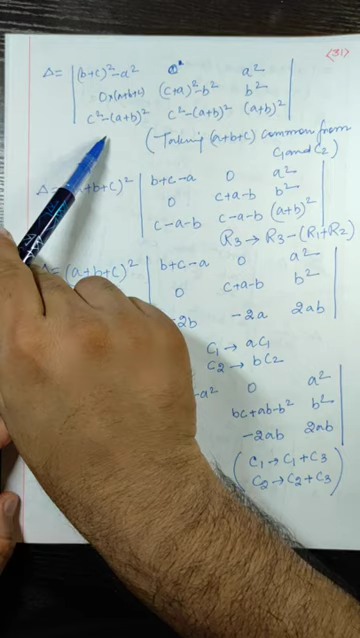 (31)
Δ= | (b+c)²-a² 0² a² |
0×(a+b+c) (c+a)²-b² b²
c²-(a+b)² c²-(a+b)² (a+b)²
(Taking (a+b+c) common from
C₁ and C₂)
Δ= (a+b+c)² | b+c-a 0 a² |
0 c+a-b b²
c-a-b c-a-b (a+b)²
R₃→R₃-(R₁+R₂)
Δ=(a+b+c)² | b+c-a 0 a² |
0 c+a-b b²
-2b -2a 2ab
C₁→aC₁
C₂→bC₂
-a² 0 a² |
bc+ab-b² b²
-2ab 2ab
(C₁→C₁+C₃
C₂→C₂+C₃)